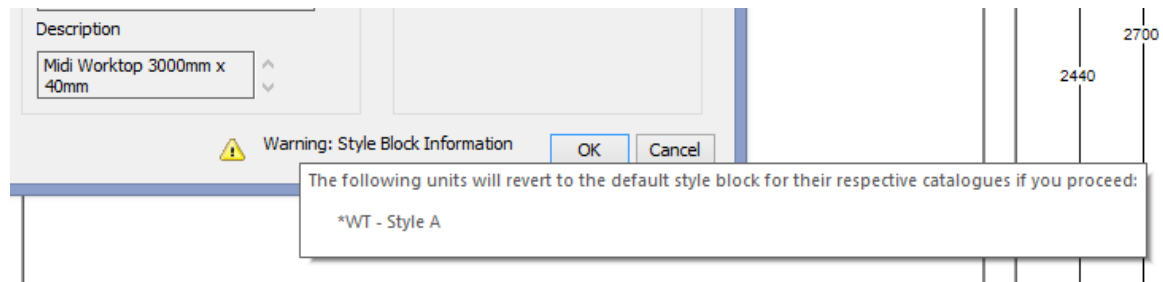 Description
2700
Midi Worktop 3000mm x
40mm
2440
Warning: Style Block Information
OK
Cancel
The following units will revert to the default style block for their respective catalogues if you proceed:
*WT - Style A